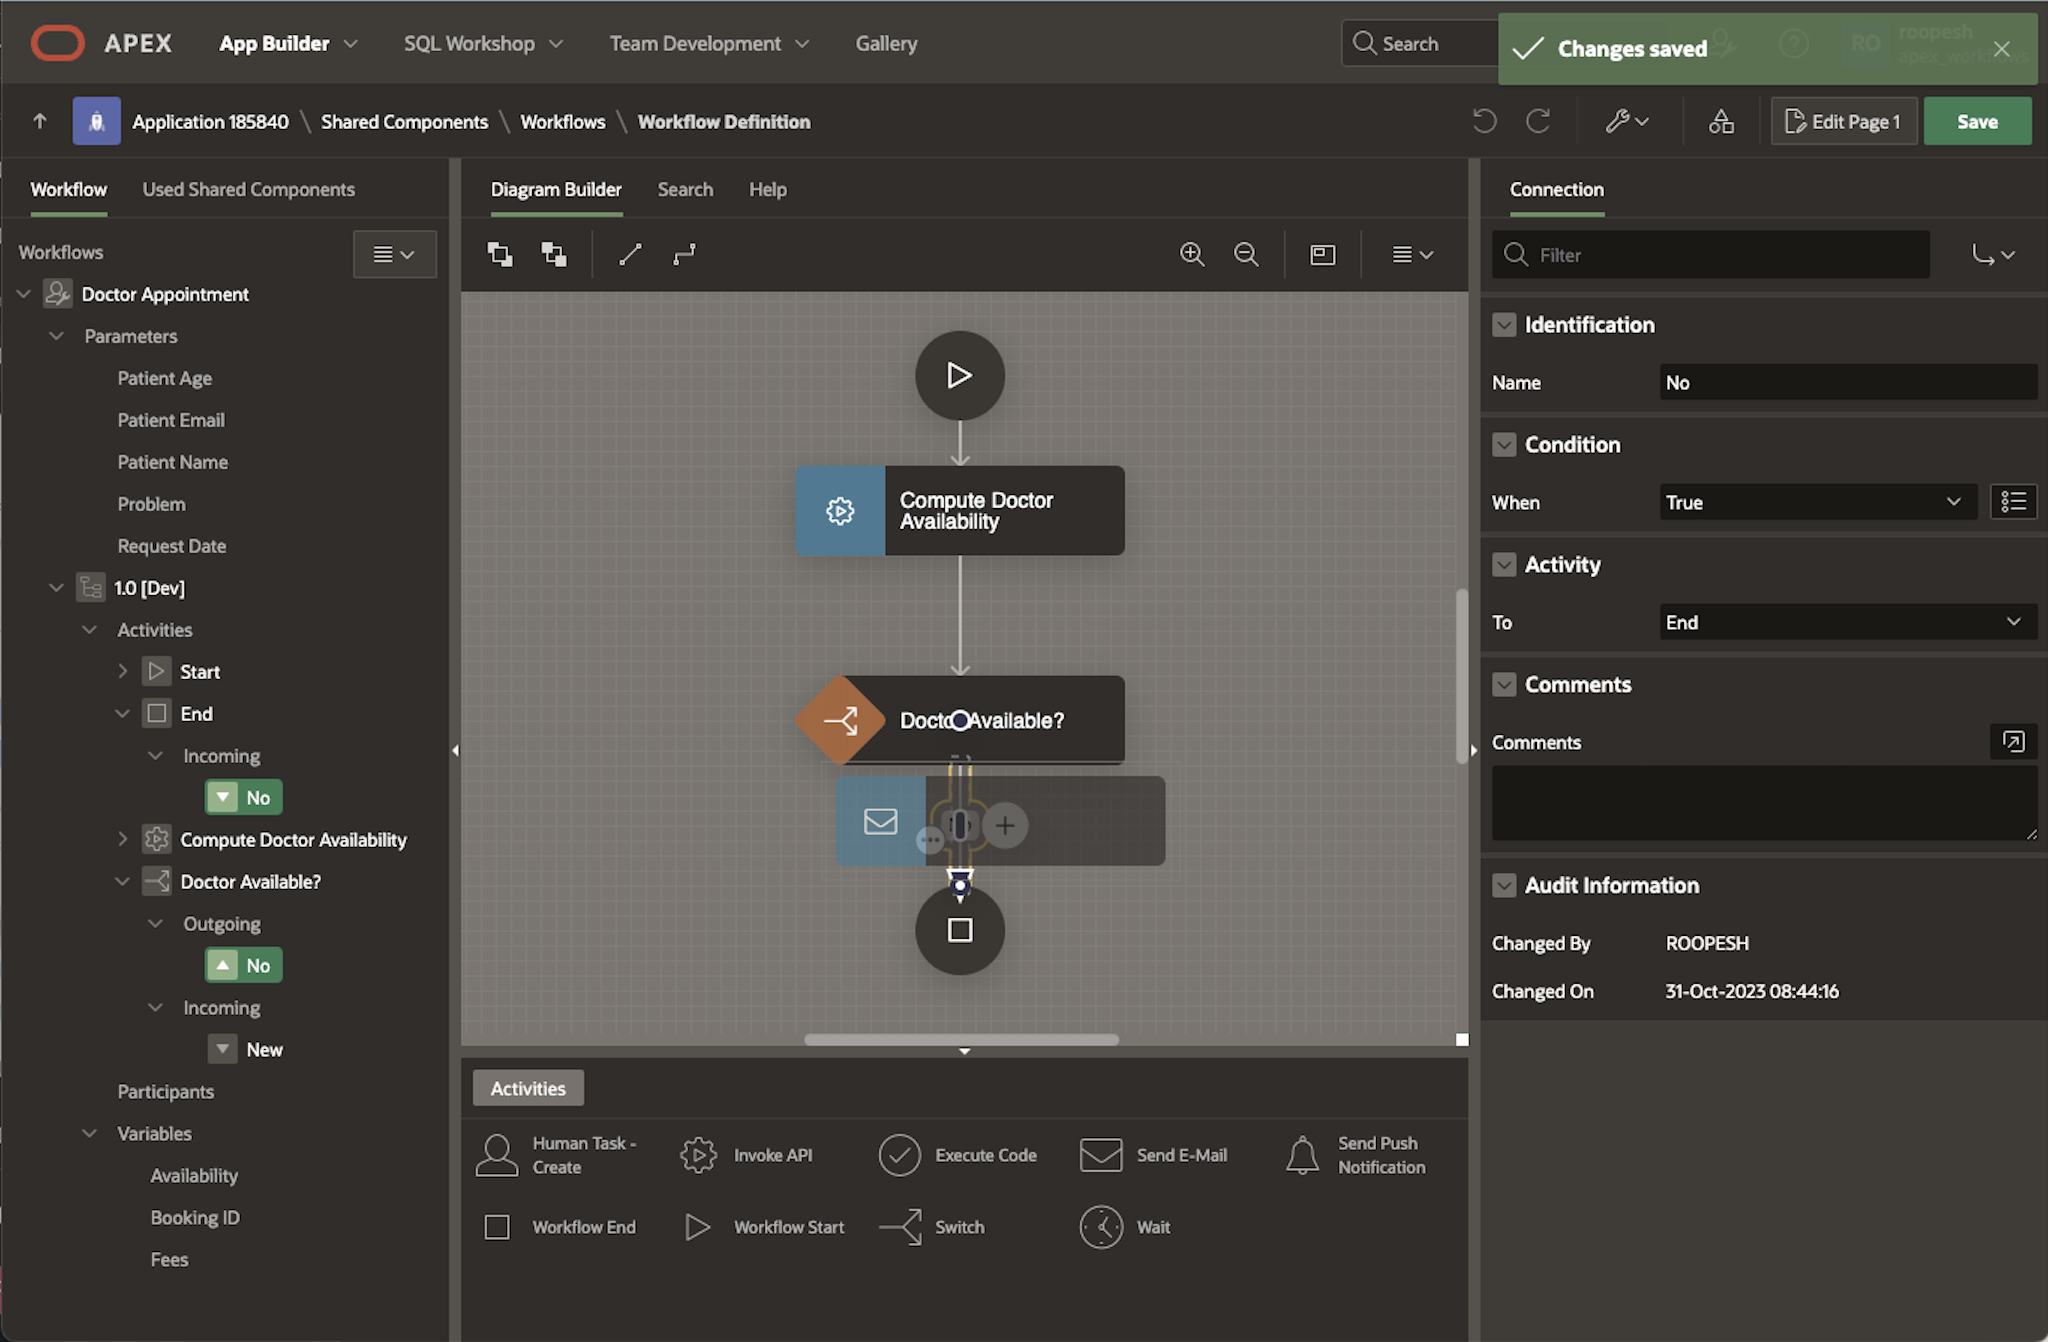 APEX
App Builder
SQL Workshop
Team Development
Gallery
Search
Changes saved
RO
roopesh
apex_workflows
Application 185840 \ Shared Components \ Workflows \ Workflow Definition
Edit Page 1
Save
Workflow
Used Shared Components
Workflows
Doctor Appointment
Parameters
Patient Age
Patient Email
Patient Name
Problem
Request Date
1.0 [Dev]
Activities
Start
End
Incoming
No
Compute Doctor Availability
Doctor Available?
Outgoing
No
Incoming
New
Participants
Variables
Availability
Booking ID
Fees
Diagram Builder
Search
Help
Compute Doctor
Availability
Doctor Available?
Activities
Human Task -
Create
Invoke API
Execute Code
Send E-Mail
Send Push
Notification
Workflow End
Workflow Start
Switch
Wait
Connection
Filter
Identification
Name
No
Condition
When
True
Activity
To
End
Comments
Comments
Audit Information
Changed By
ROOPESH
Changed On
31-Oct-2023 08:44:16